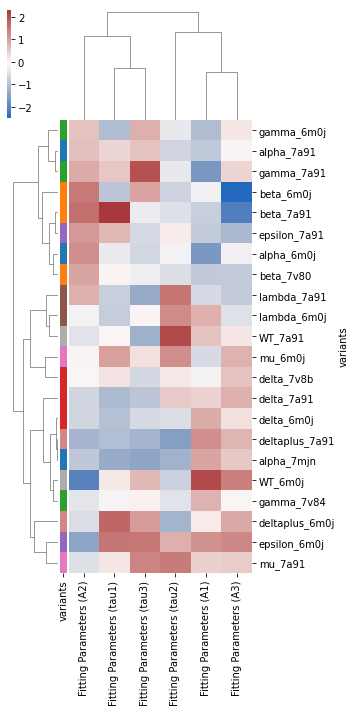 2
1
0
−1
−2
gamma_6m0j
alpha_7a91
gamma_7a91
beta_6m0j
beta_7a91
epsilon_7a91
alpha_6m0j
beta_7v80
lambda_7a91
lambda_6m0j
WT_7a91
mu_6m0j
delta_7v8b
delta_7a91
delta_6m0j
deltaplus_7a91
alpha_7mjn
WT_6m0j
gamma_7v84
deltaplus_6m0j
epsilon_6m0j
mu_7a91
variants
variants
Fitting Parameters (A2)
Fitting Parameters (tau1)
Fitting Parameters (tau3)
Fitting Parameters (tau2)
Fitting Parameters (A1)
Fitting Parameters (A3)